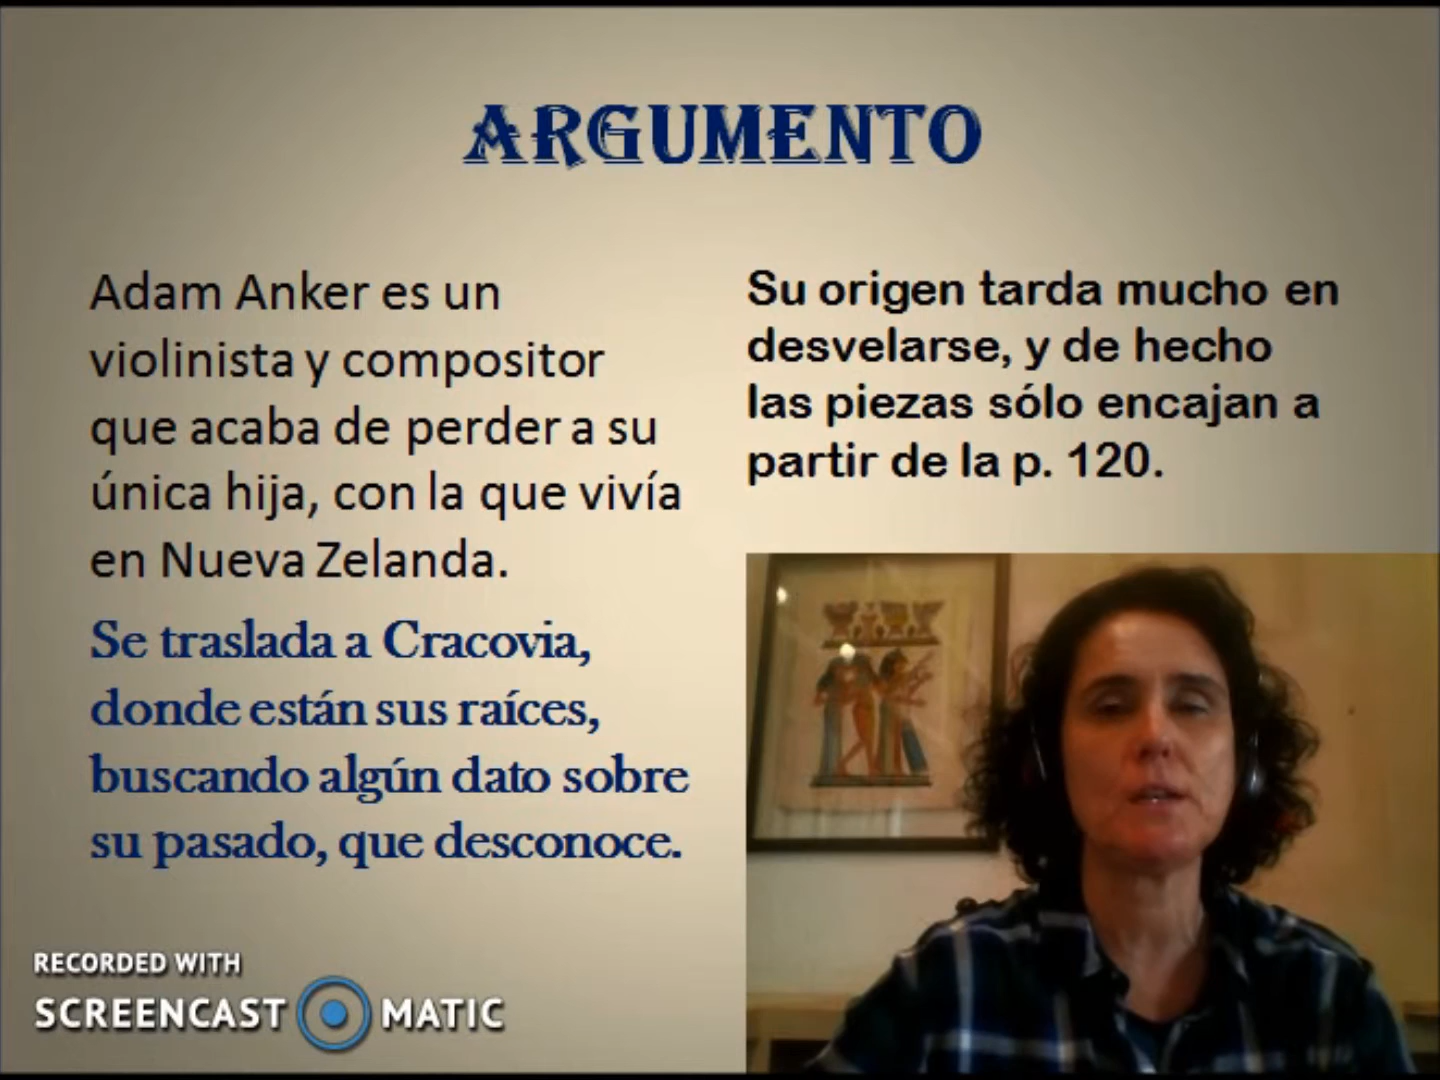 ARGUMENTO
Adam Anker es un
violinista y compositor
que acaba de perder a su
única hija, con la que vivía
en Nueva Zelanda.
Se traslada a Cracovia,
donde están sus raíces,
buscando algún dato sobre
su pasado, que desconoce.
Su origen tarda mucho en
desvelarse, y de hecho
las piezas sólo encajan a
partir de la p. 120.
RECORDED WITH
SCREENCAST MATIC